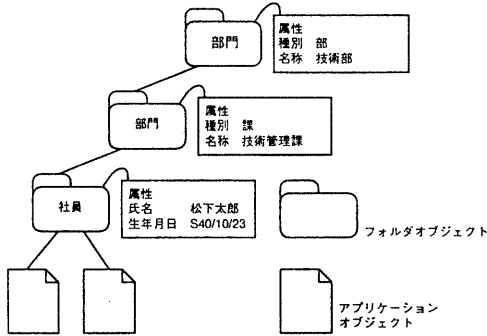 部門
属性
種別 部
名称 技術部
部門
属性
種別 課
名称 技術管理課
社員
属性
氏名 松下太郎
生年月日 S40/10/23
フォルダオブジェクト
アプリケーション
オブジェクト